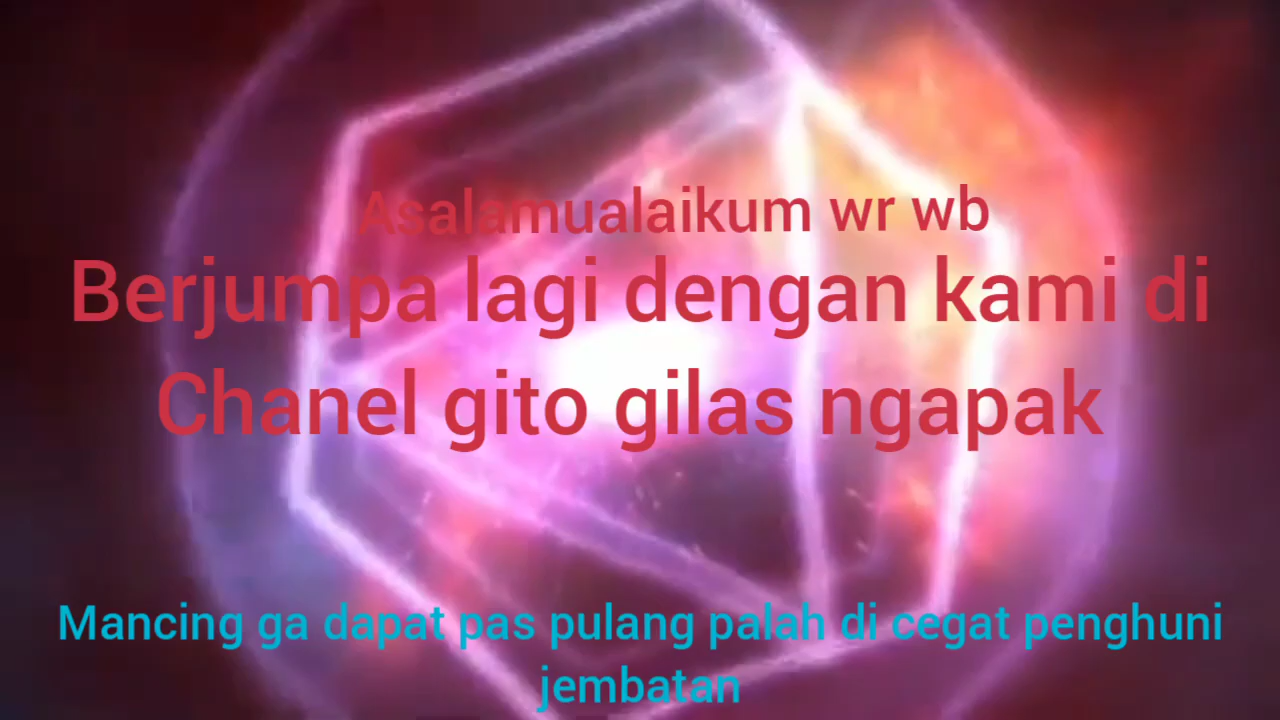 Asalamualaikum wr wb
Berjumpa lagi dengan kami di
Chanel gito gilas ngapak
Mancing ga dapat pas pulang palah di cegat penghuni
jembatan